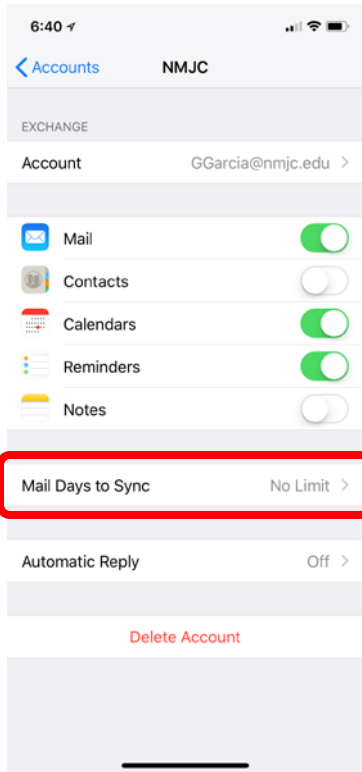 6:40
Accounts NMJC
EXCHANGE
Account GGarcia@nmjc.edu
Mail
Contacts
Calendars
Reminders
Notes
Mail Days to Sync No Limit
Automatic Reply Off
Delete Account